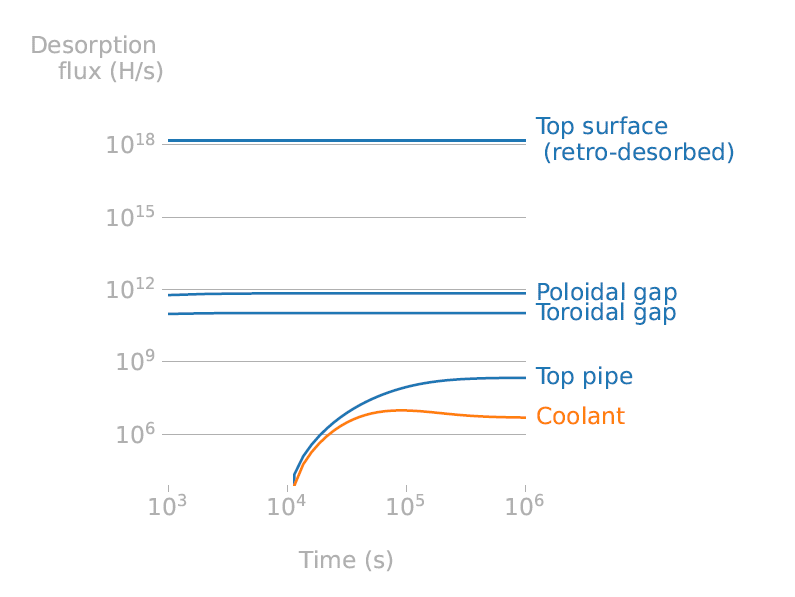 Desorption
flux (H/s)
Top surface
(retro-desorbed)
10^18
10^15
10^12
Poloidal gap
Toroidal gap
10^9
Top pipe
Coolant
10^6
10^3 10^4 10^5 10^6
Time (s)